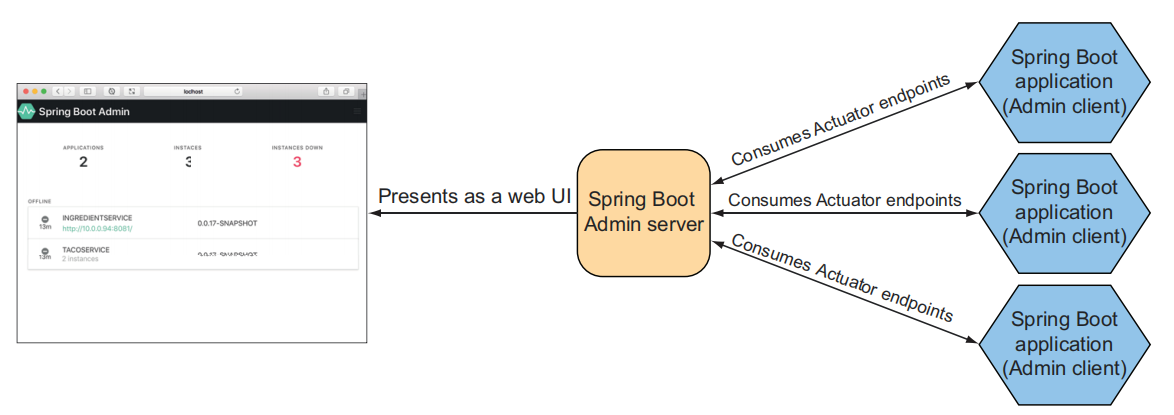 lochost
Spring Boot Admin
APPLICATIONS
2
INSTACES
3
INSTANCES DOWN
3
OFFLINE
13m
INGREDIENTSERVICE
http://10.0.0.94:8081/
0.0.17-SNAPSHOT
13m
TACOSERVICE
2 instances
Presents as a web UI
Spring Boot
Admin server
Consumes Actuator endpoints
Consumes Actuator endpoints
Consumes Actuator endpoints
Spring Boot
application
(Admin client)
Spring Boot
application
(Admin client)
Spring Boot
application
(Admin client)